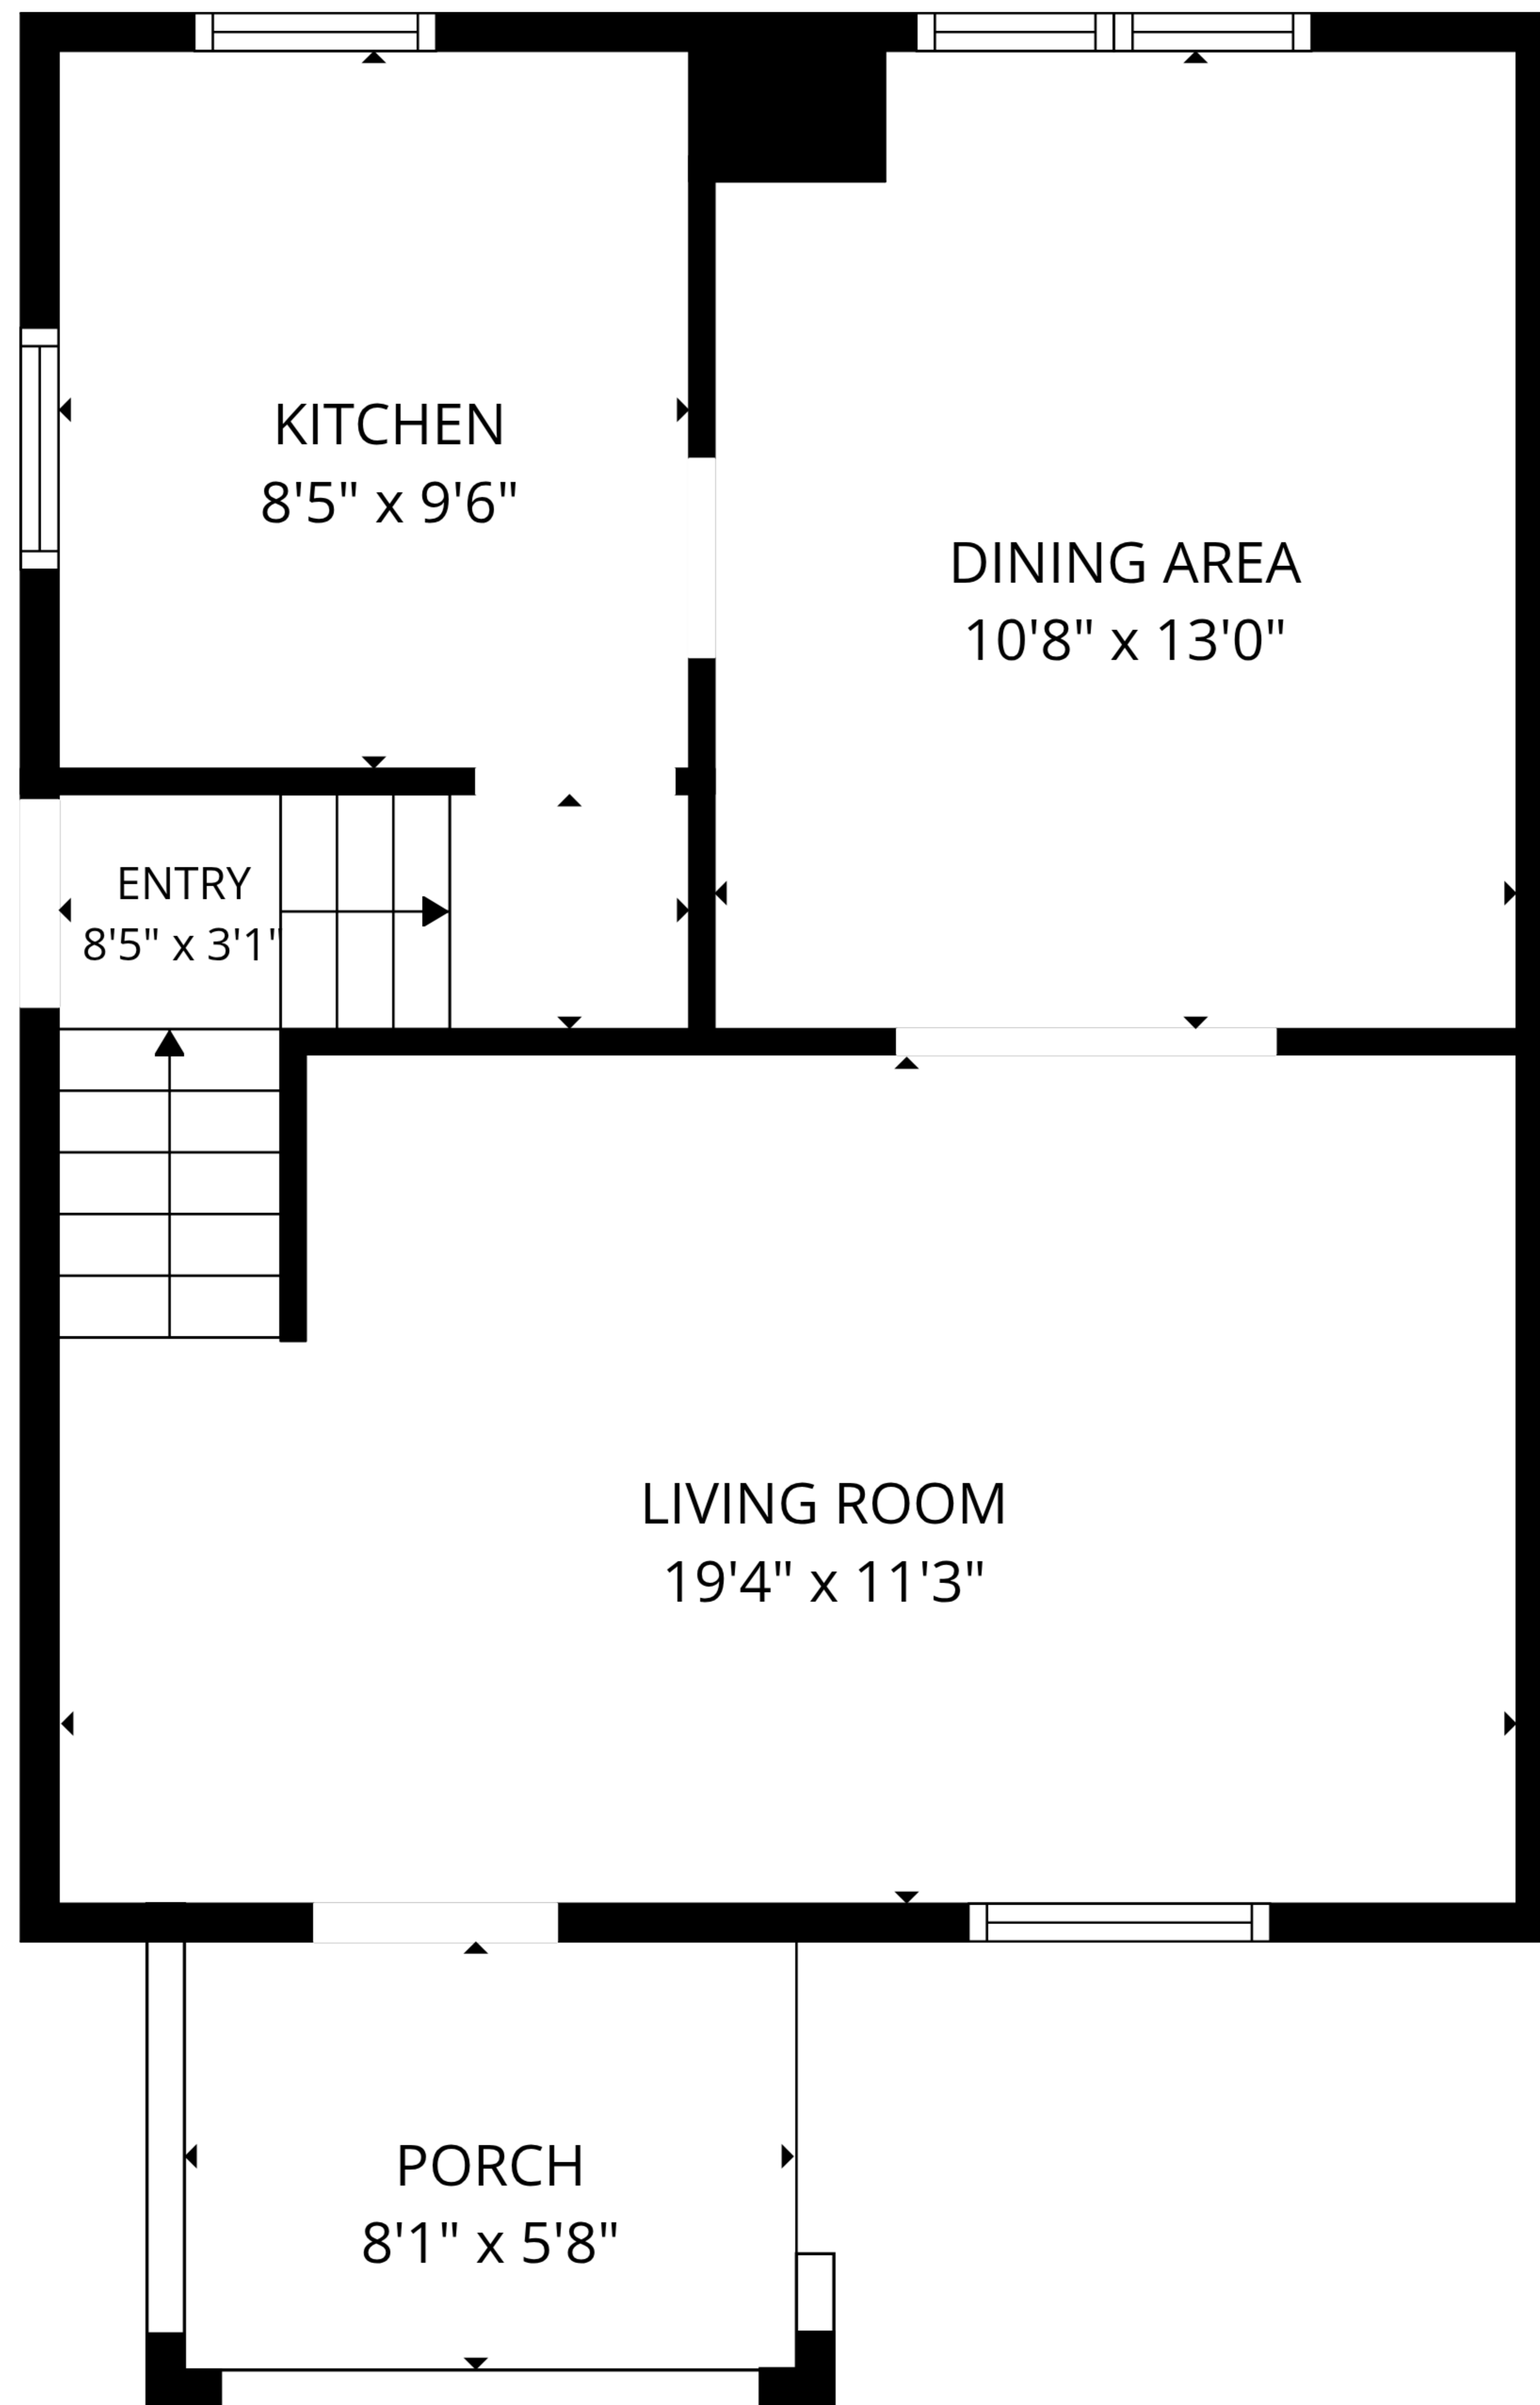 KITCHEN
8'5" x 9'6"
DINING AREA
10'8" x 13'0"
ENTRY
8'5" x 3'1"
LIVING ROOM
19'4" x 11'3"
PORCH
8'1" x 5'8"